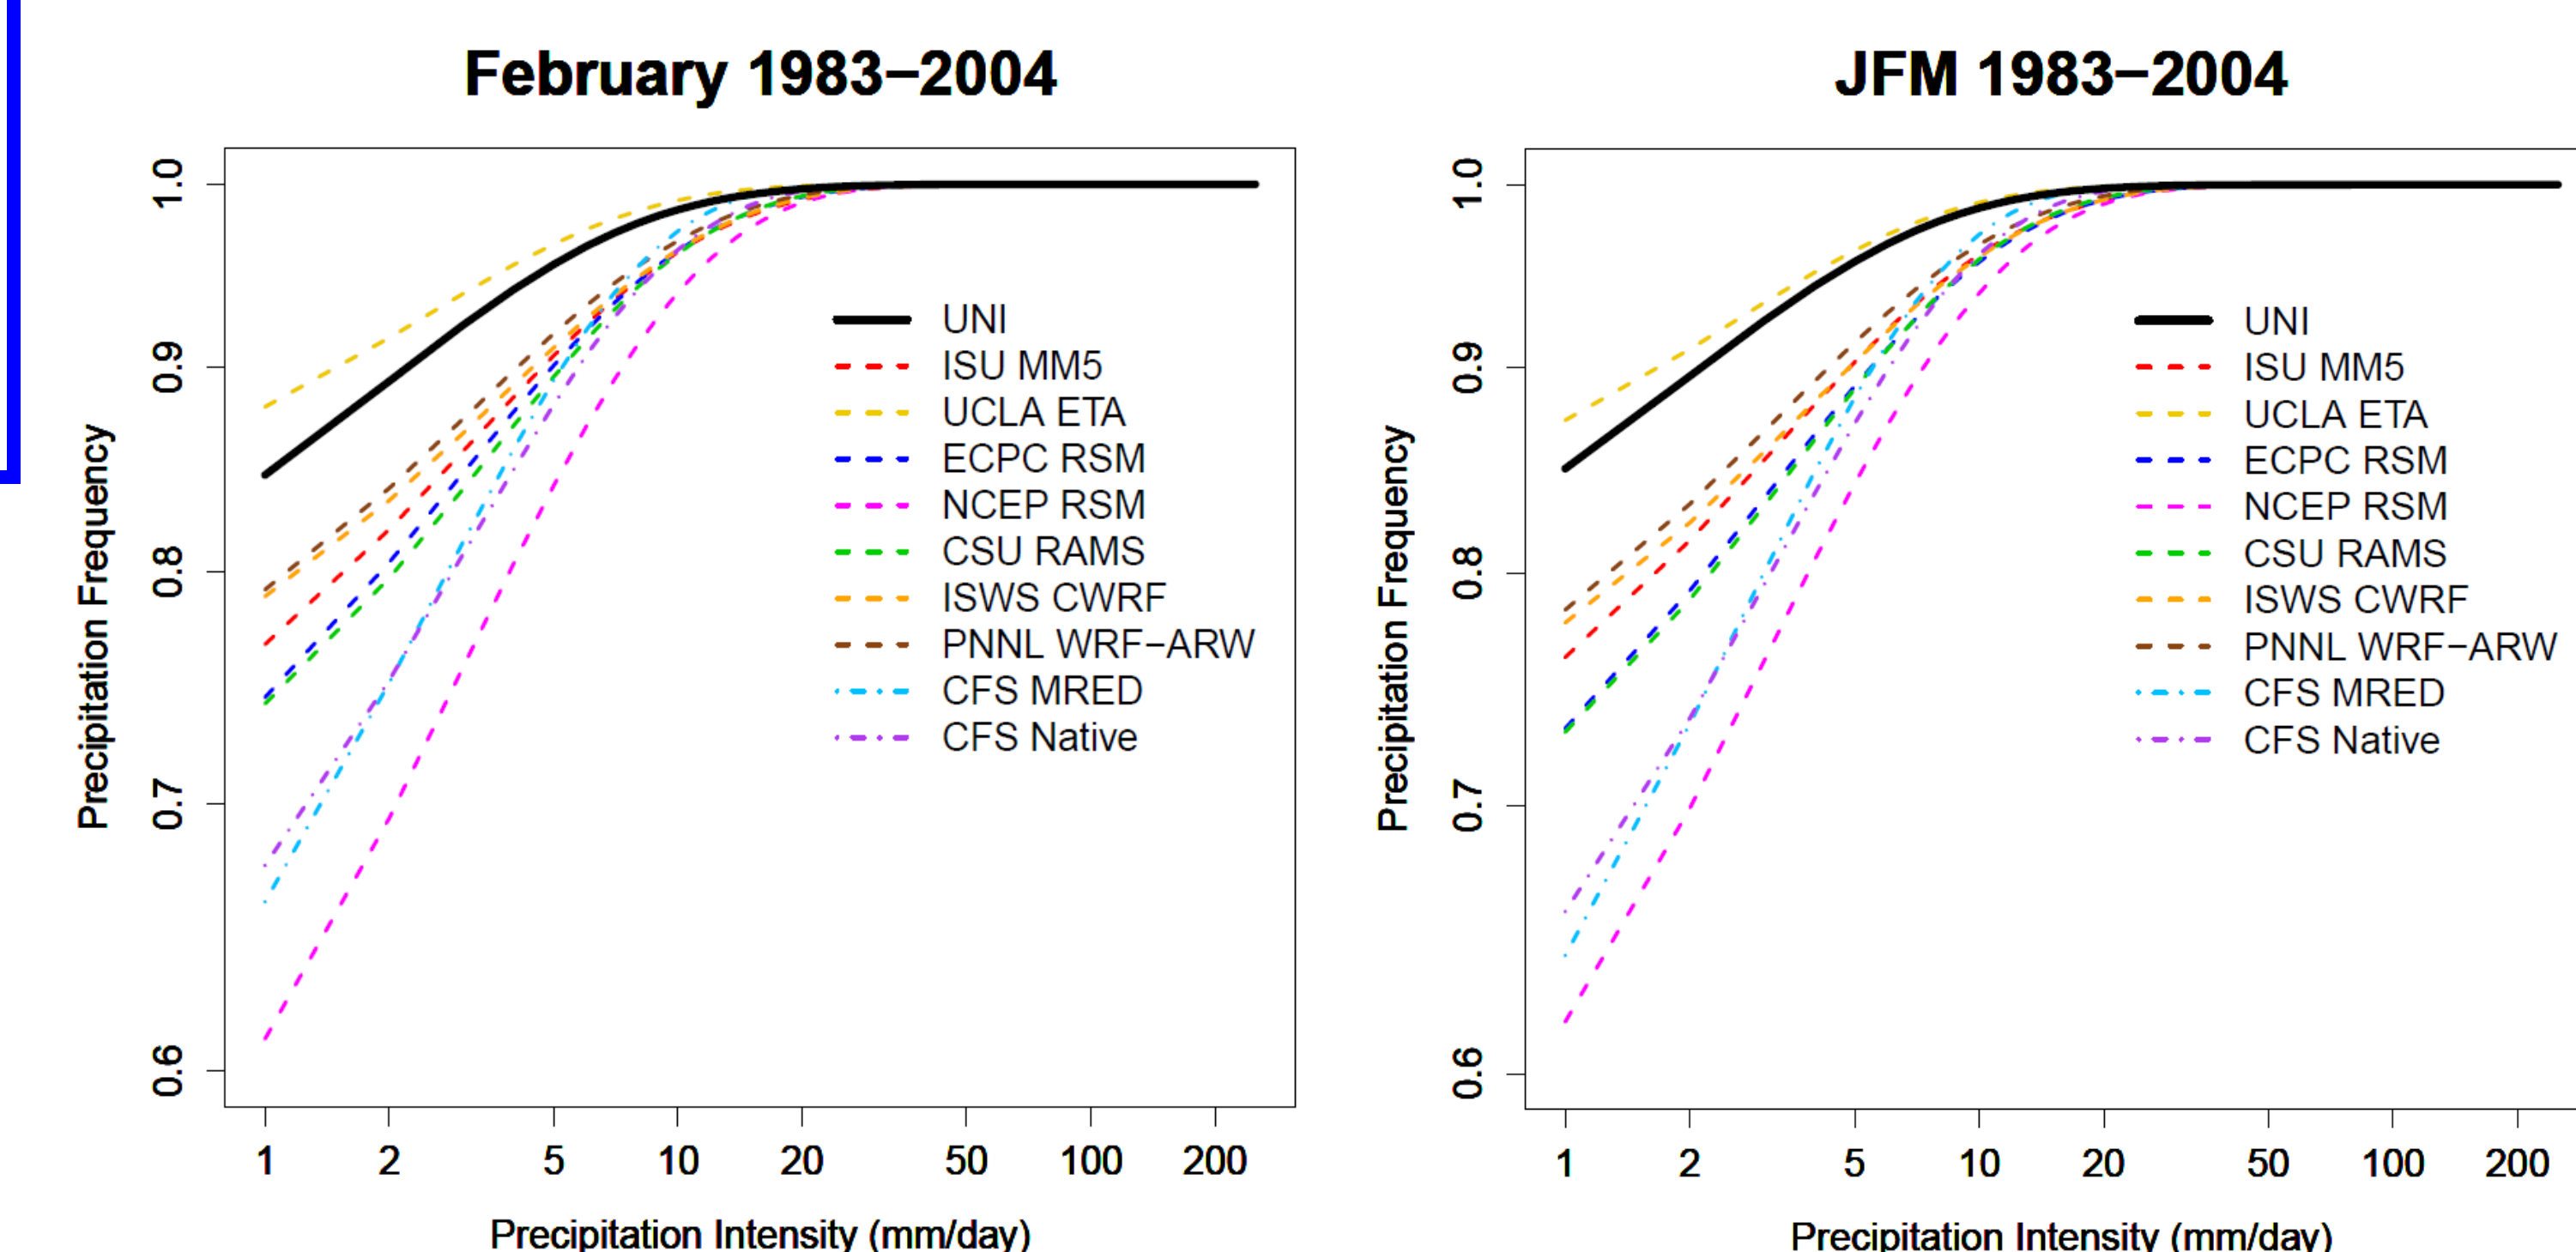 February 1983−2004
Precipitation Frequency
1.0
0.9
0.8
0.7
0.6
UNI
ISU MM5
UCLA ETA
ECPC RSM
NCEP RSM
CSU RAMS
ISWS CWRF
PNNL WRF−ARW
CFS MRED
CFS Native
1 2 5 10 20 50 100 200
Precipitation Intensity (mm/day)
JFM 1983−2004
Precipitation Frequency
1.0
0.9
0.8
0.7
0.6
UNI
ISU MM5
UCLA ETA
ECPC RSM
NCEP RSM
CSU RAMS
ISWS CWRF
PNNL WRF−ARW
CFS MRED
CFS Native
1 2 5 10 20 50 100 200
Precipitation Intensity (mm/day)